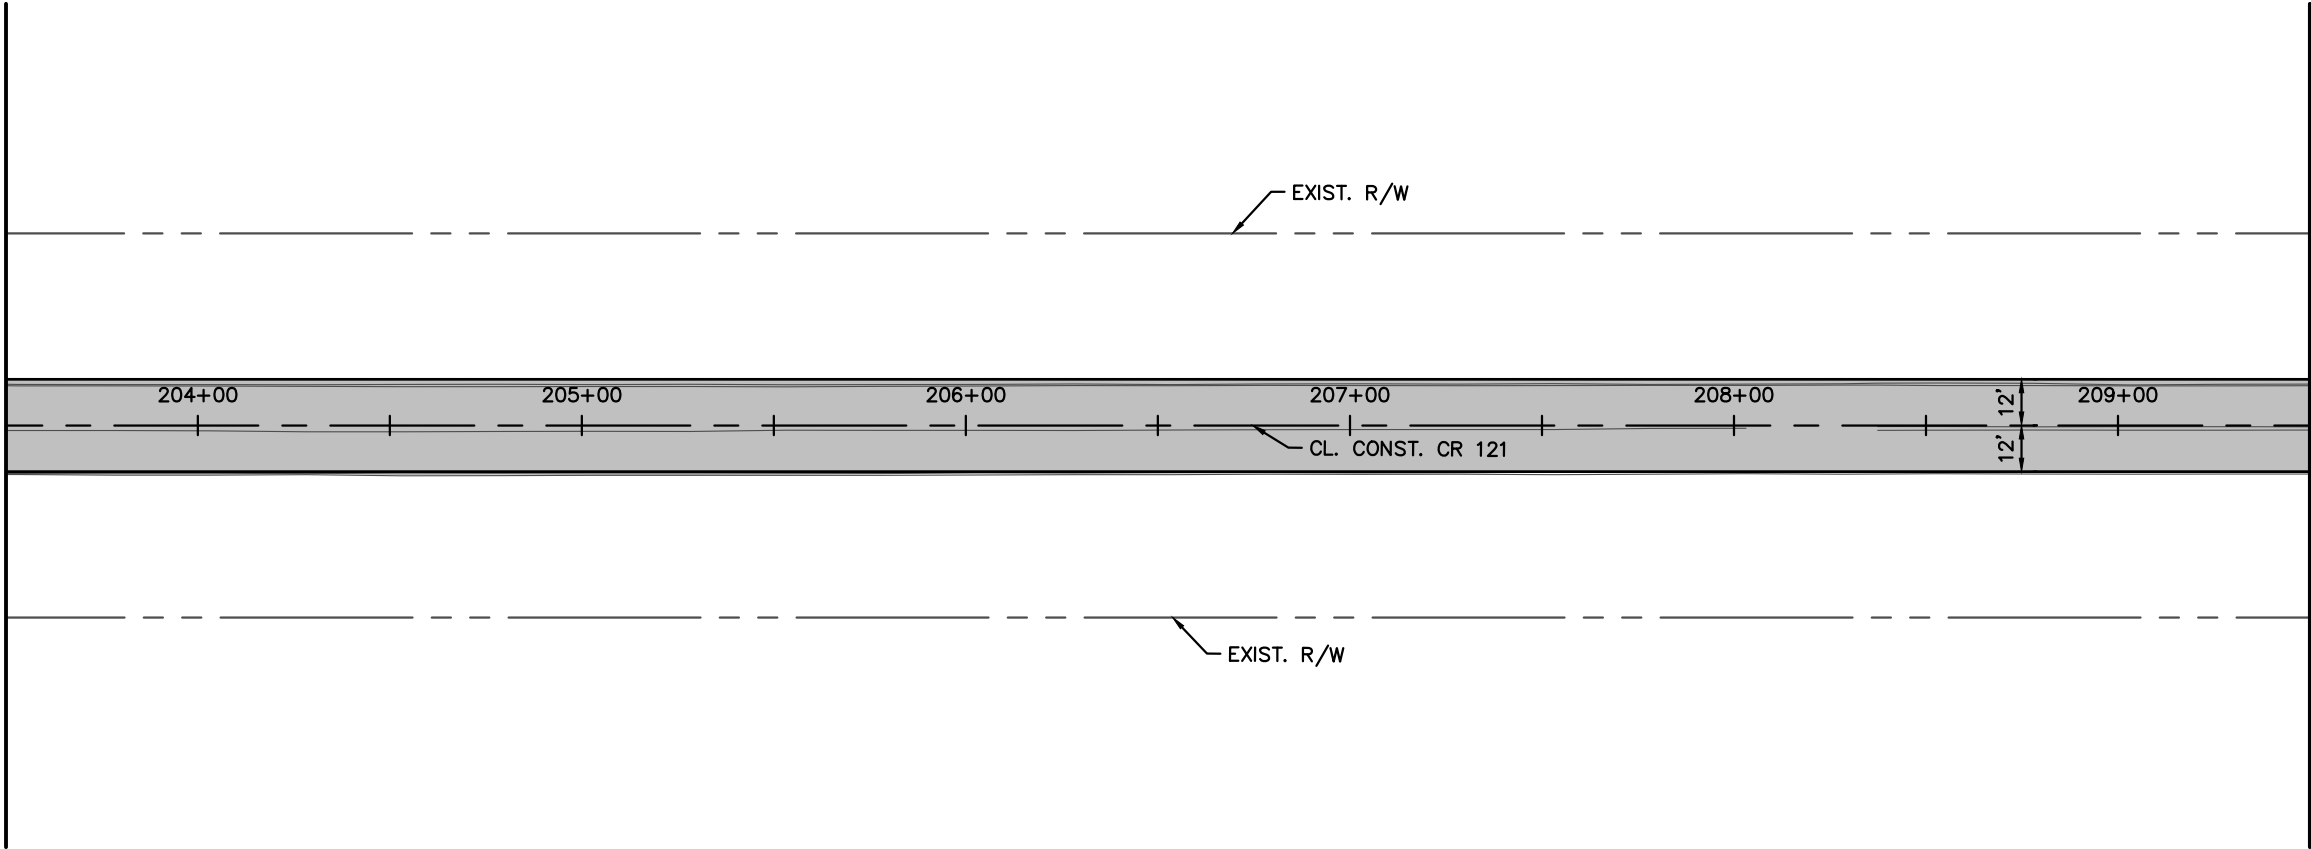 EXIST. R/W
204+00 205+00 206+00 207+00 208+00 209+00
12'
CL. CONST. CR 121
12'
EXIST. R/W